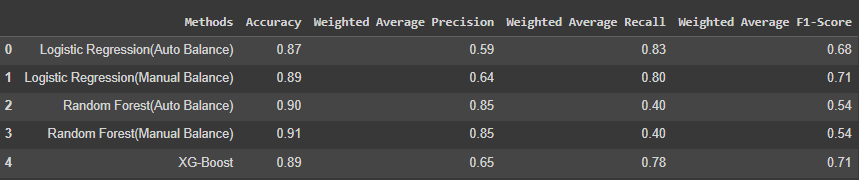 Methods Accuracy Weighted Average Precision Weighted Average Recall Weighted Average F1-Score
0 Logistic Regression(Auto Balance) 0.87 0.59 0.83 0.68
1 Logistic Regression(Manual Balance) 0.89 0.64 0.80 0.71
2 Random Forest(Auto Balance) 0.90 0.85 0.40 0.54
3 Random Forest(Manual Balance) 0.91 0.85 0.40 0.54
4 XG-Boost 0.89 0.65 0.78 0.71